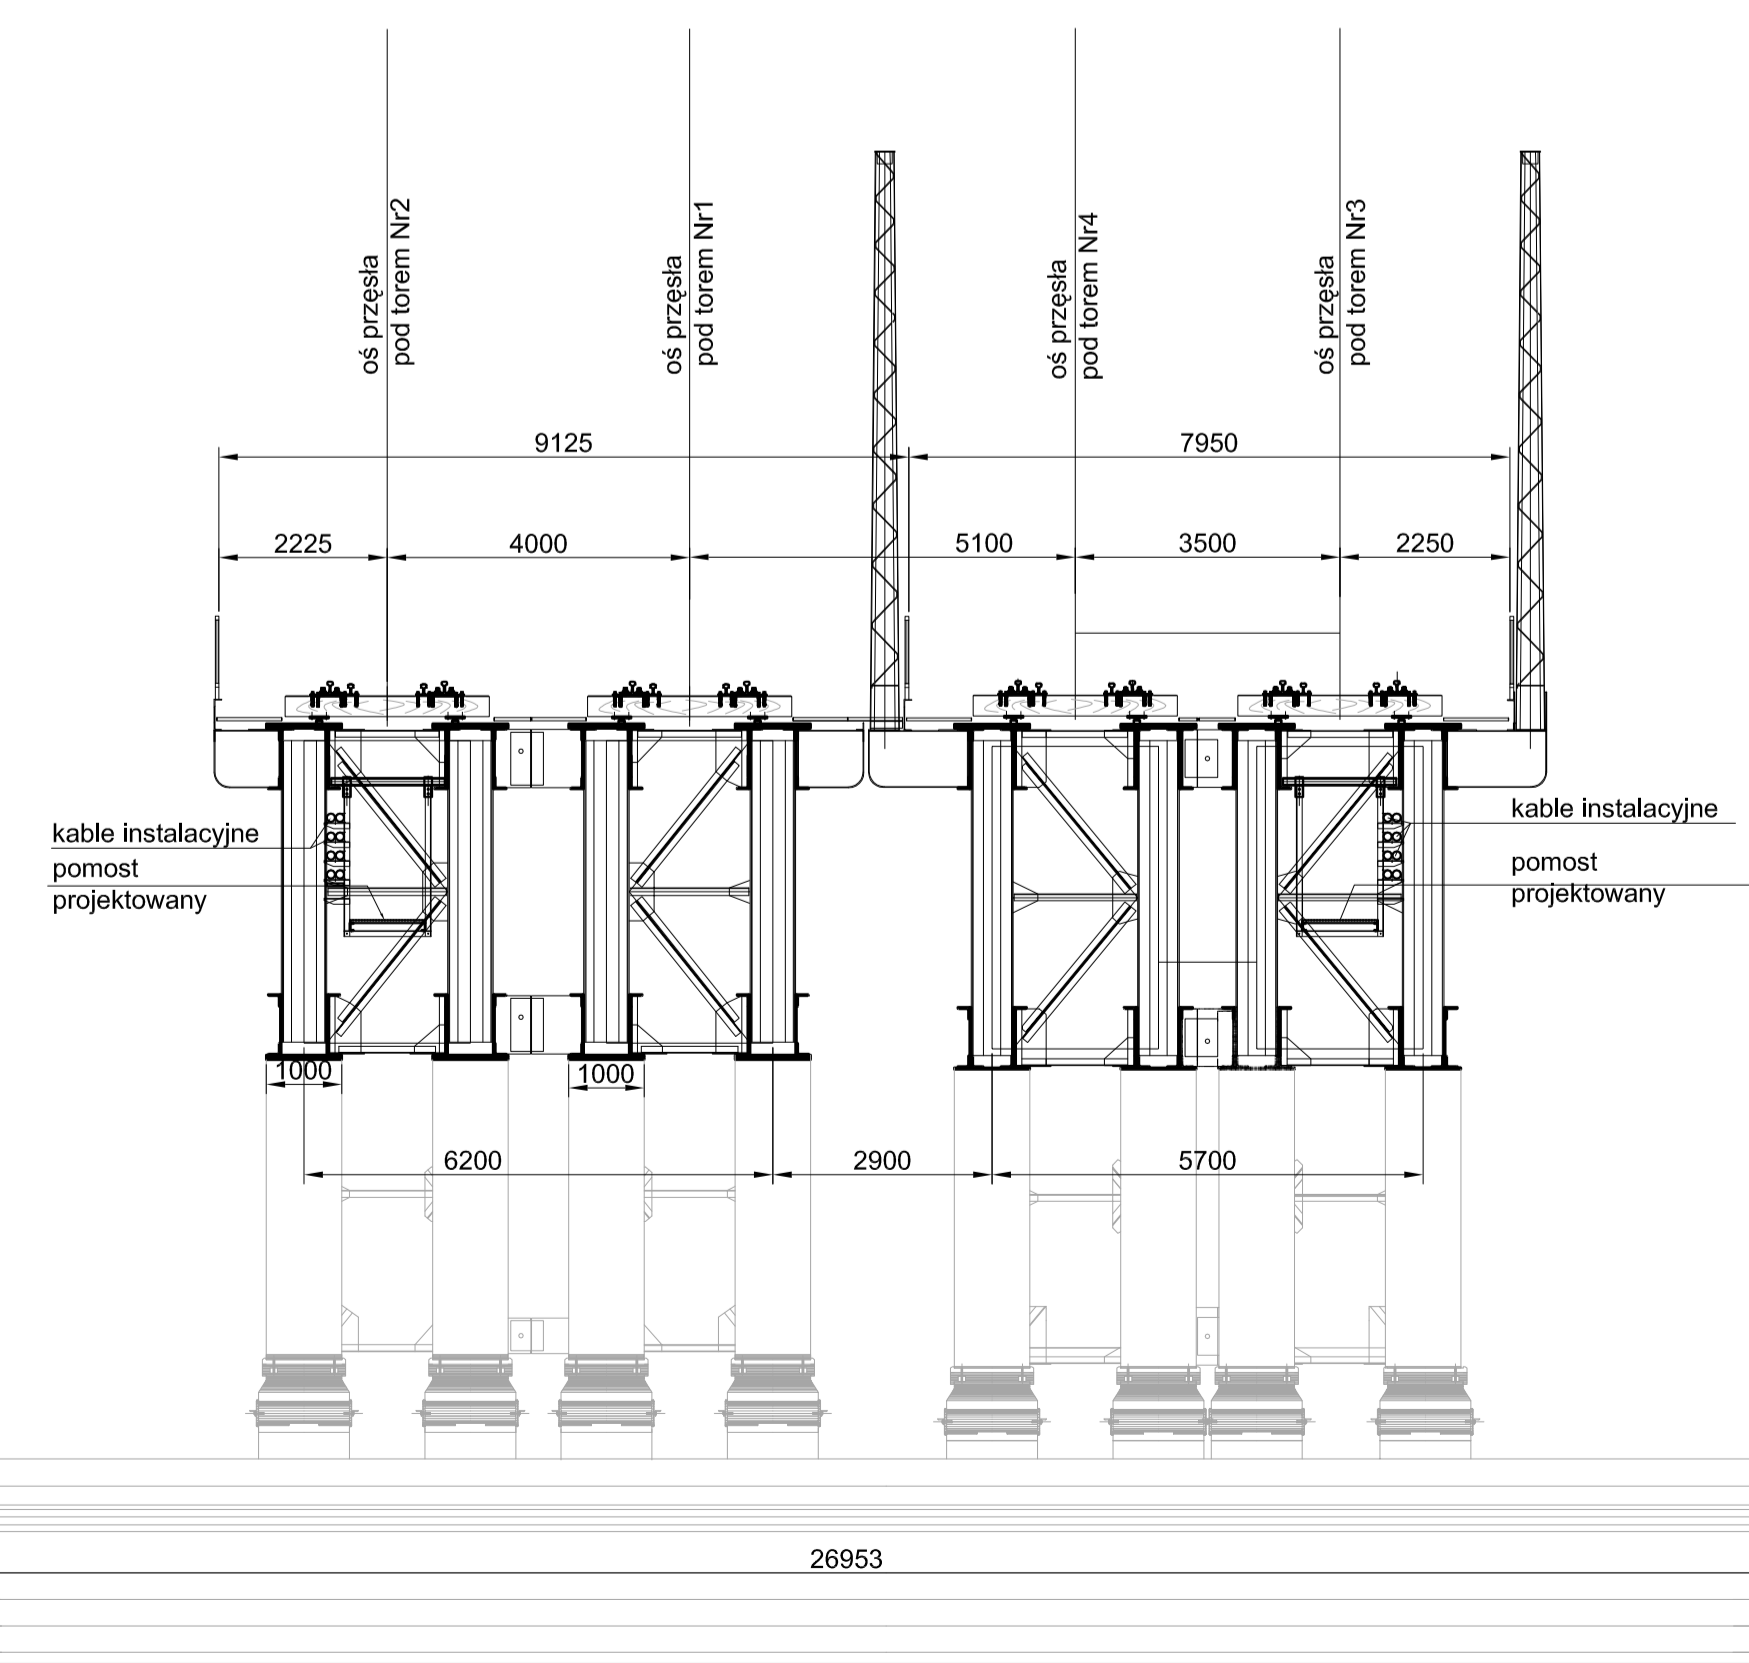 oś przęsła
pod torem Nr2
oś przęsła
pod torem Nr1
oś przęsła
pod torem Nr4
oś przęsła
pod torem Nr3
9125
7950
2225
4000
5100
3500
2250
kable instalacyjne
pomost
projektowany
kable instalacyjne
pomost
projektowany
1000
1000
6200
2900
5700
26953